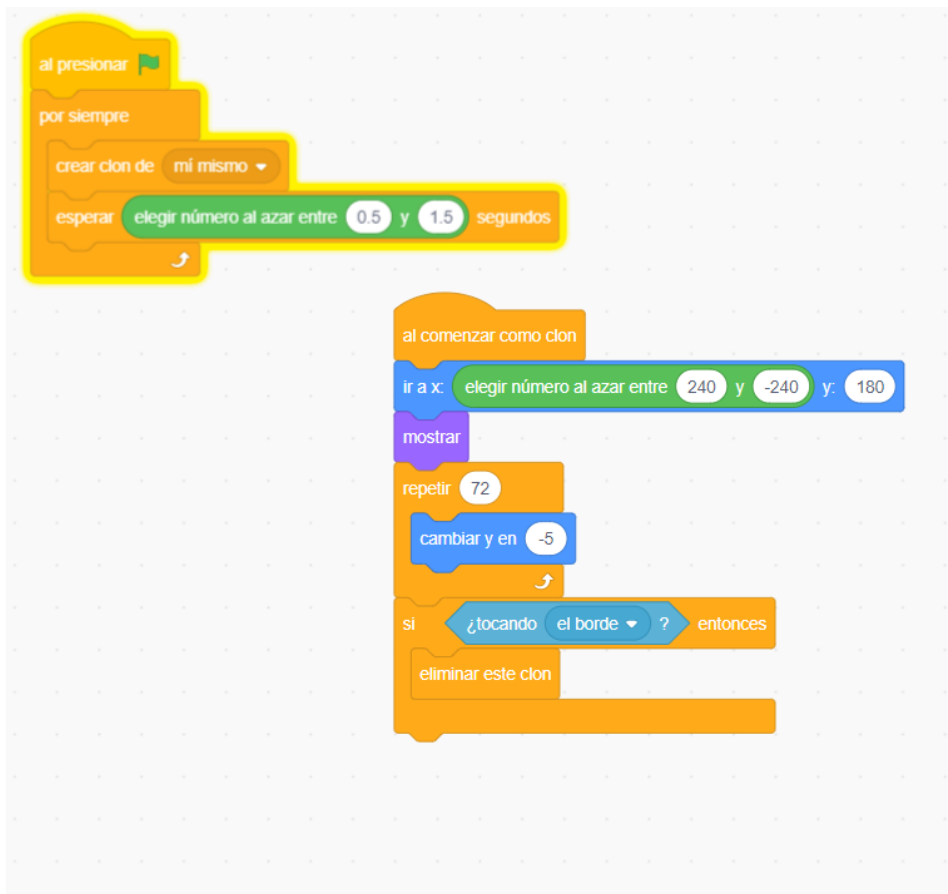 al presionar
por siempre
crear clon de mí mismo
esperar elegir número al azar entre 0.5 y 1.5 segundos
al comenzar como clon
ir a x: elegir número al azar entre 240 y -240 y: 180
mostrar
repetir 72
cambiar y en -5
si ¿tocando el borde ? entonces
eliminar este clon